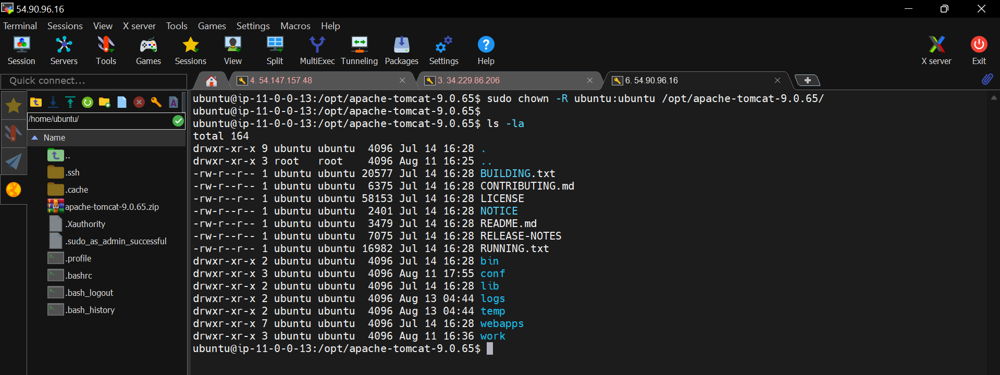 54.90.96.16
Terminal Sessions View X server Tools Games Settings Macros Help
Session Servers Tools Games Sessions View Split MultiExec Tunneling Packages Settings Help X server Exit
Quick connect...
4. 54.147.157.48
3. 34.229.86.206
6. 54.90.96.16
/home/ubuntu/
Name
..
.ssh
.cache
apache-tomcat-9.0.65.zip
.Xauthority
.sudo_as_admin_successful
.profile
.bashrc
.bash_logout
.bash_history
ubuntu@ip-11-0-0-13:/opt/apache-tomcat-9.0.65$ sudo chown -R ubuntu:ubuntu /opt/apache-tomcat-9.0.65/
ubuntu@ip-11-0-0-13:/opt/apache-tomcat-9.0.65$
ubuntu@ip-11-0-0-13:/opt/apache-tomcat-9.0.65$ ls -la
total 164
drwxr-xr-x 9 ubuntu ubuntu  4096 Jul 14 16:28 .
drwxr-xr-x 3 root   root    4096 Aug 11 16:25 ..
-rw-r--r-- 1 ubuntu ubuntu 20577 Jul 14 16:28 BUILDING.txt
-rw-r--r-- 1 ubuntu ubuntu  6375 Jul 14 16:28 CONTRIBUTING.md
-rw-r--r-- 1 ubuntu ubuntu 58153 Jul 14 16:28 LICENSE
-rw-r--r-- 1 ubuntu ubuntu  2401 Jul 14 16:28 NOTICE
-rw-r--r-- 1 ubuntu ubuntu  3479 Jul 14 16:28 README.md
-rw-r--r-- 1 ubuntu ubuntu  7075 Jul 14 16:28 RELEASE-NOTES
-rw-r--r-- 1 ubuntu ubuntu 16982 Jul 14 16:28 RUNNING.txt
drwxr-xr-x 2 ubuntu ubuntu  4096 Jul 14 16:28 bin
drwxr-xr-x 3 ubuntu ubuntu  4096 Aug 11 17:55 conf
drwxr-xr-x 2 ubuntu ubuntu  4096 Jul 14 16:28 lib
drwxr-xr-x 2 ubuntu ubuntu  4096 Aug 13 04:44 logs
drwxr-xr-x 2 ubuntu ubuntu  4096 Aug 13 04:44 temp
drwxr-xr-x 7 ubuntu ubuntu  4096 Jul 14 16:28 webapps
drwxr-xr-x 3 ubuntu ubuntu  4096 Aug 11 16:36 work
ubuntu@ip-11-0-0-13:/opt/apache-tomcat-9.0.65$